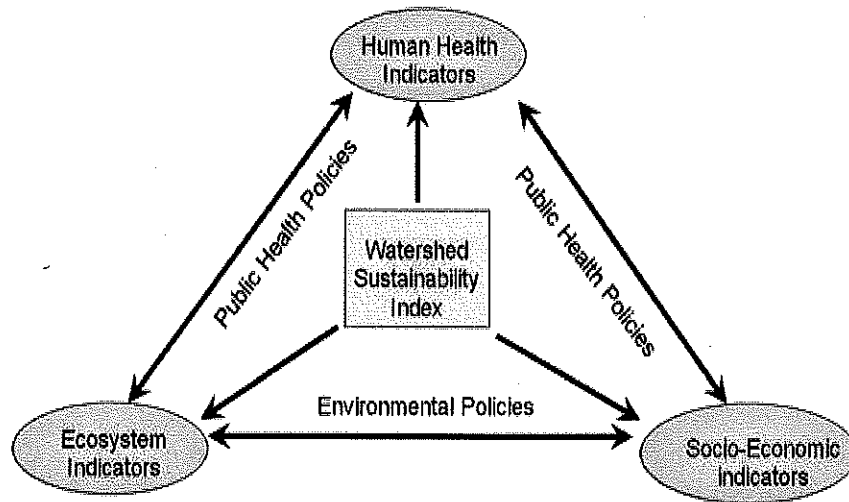 Human Health
Indicators
Public Health Policies
Public Health Policies
Watershed
Sustainability
Index
Environmental Policies
Ecosystem
Indicators
Socio-Economic
Indicators